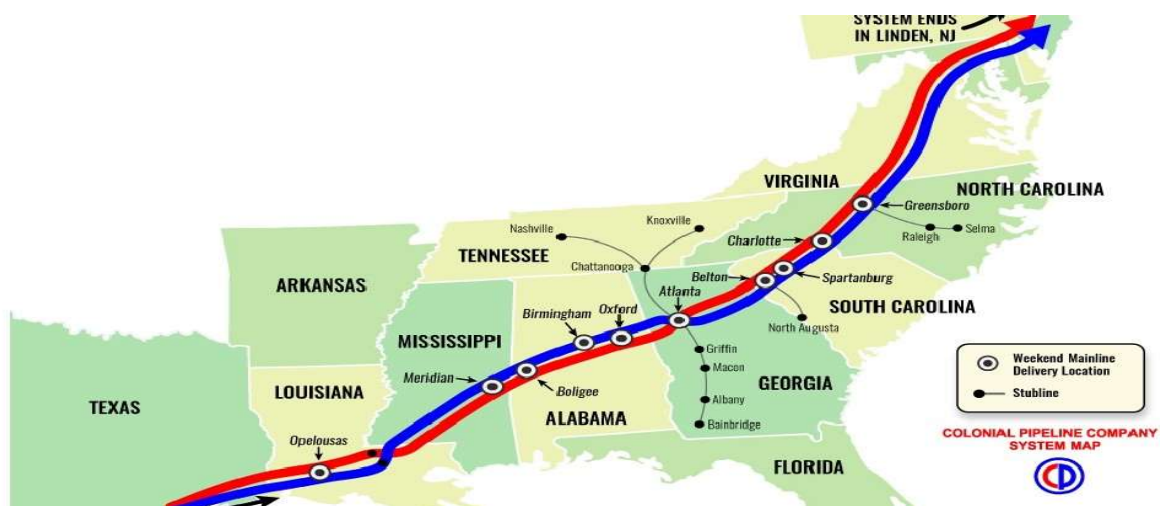 SYSTEM ENDS
IN LINDEN, NJ
VIRGINIA
NORTH CAROLINA
Greensboro
Raleigh
Selma
Knoxville
Nashville
TENNESSEE
Charlotte
Chattanooga
Belton
Spartanburg
ARKANSAS
Atlanta
SOUTH CAROLINA
Oxford
Birmingham
North Augusta
MISSISSIPPI
Griffin
Weekend Mainline
Delivery Location
Macon
Meridian
Boligee
GEORGIA
LOUISIANA
Stubline
TEXAS
Albany
ALABAMA
Bainbridge
Opelousas
COLONIAL PIPELINE COMPANY
SYSTEM MAP
FLORIDA
CP